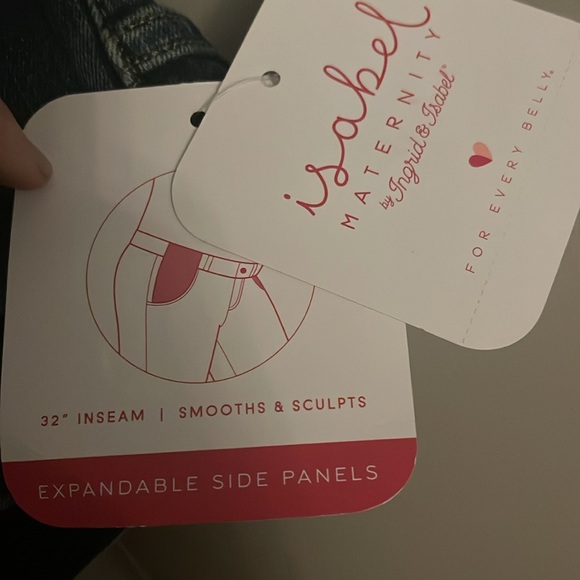 isabel
MATERNITY
by Ingrid & Isabel®
FOR EVERY BELLY.
32" INSEAM | SMOOTHS & SCULPTS
EXPANDABLE SIDE PANELS